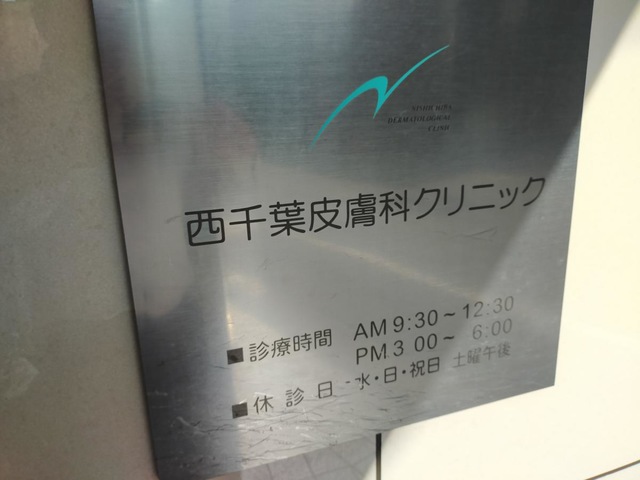 NISHICHIBA
DERMATOLOGICAL
CLINIC
西千葉皮膚科クリニック
■診療時間 AM 9:30~12:30
PM 3 00~ 6:00
■休診日 水・日・祝日 土曜午後